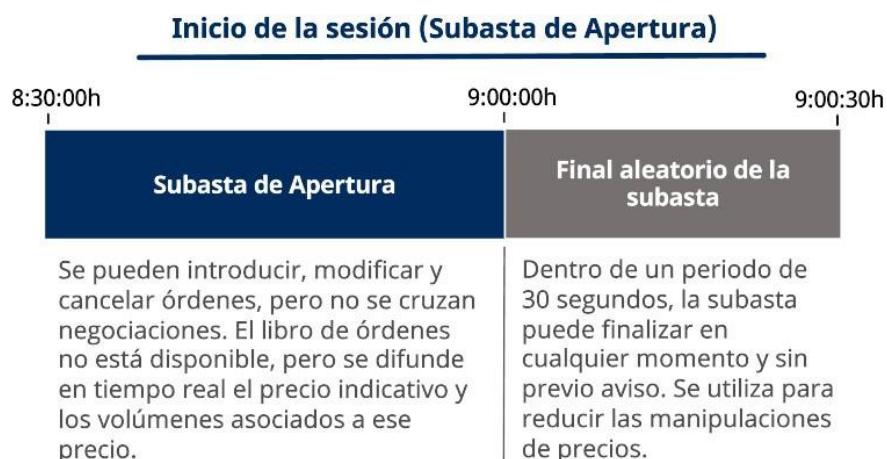 Inicio de la sesión (Subasta de Apertura)
8:30:00h
9:00:00h
9:00:30h
Subasta de Apertura
Final aleatorio de la
subasta
Se pueden introducir, modificar y
cancelar órdenes, pero no se cruzan
negociaciones. El libro de órdenes
no está disponible, pero se difunde
en tiempo real el precio indicativo y
los volúmenes asociados a ese
precio.
Dentro de un periodo de
30 segundos, la subasta
puede finalizar en
cualquier momento y sin
previo aviso. Se utiliza para
reducir las manipulaciones
de precios.